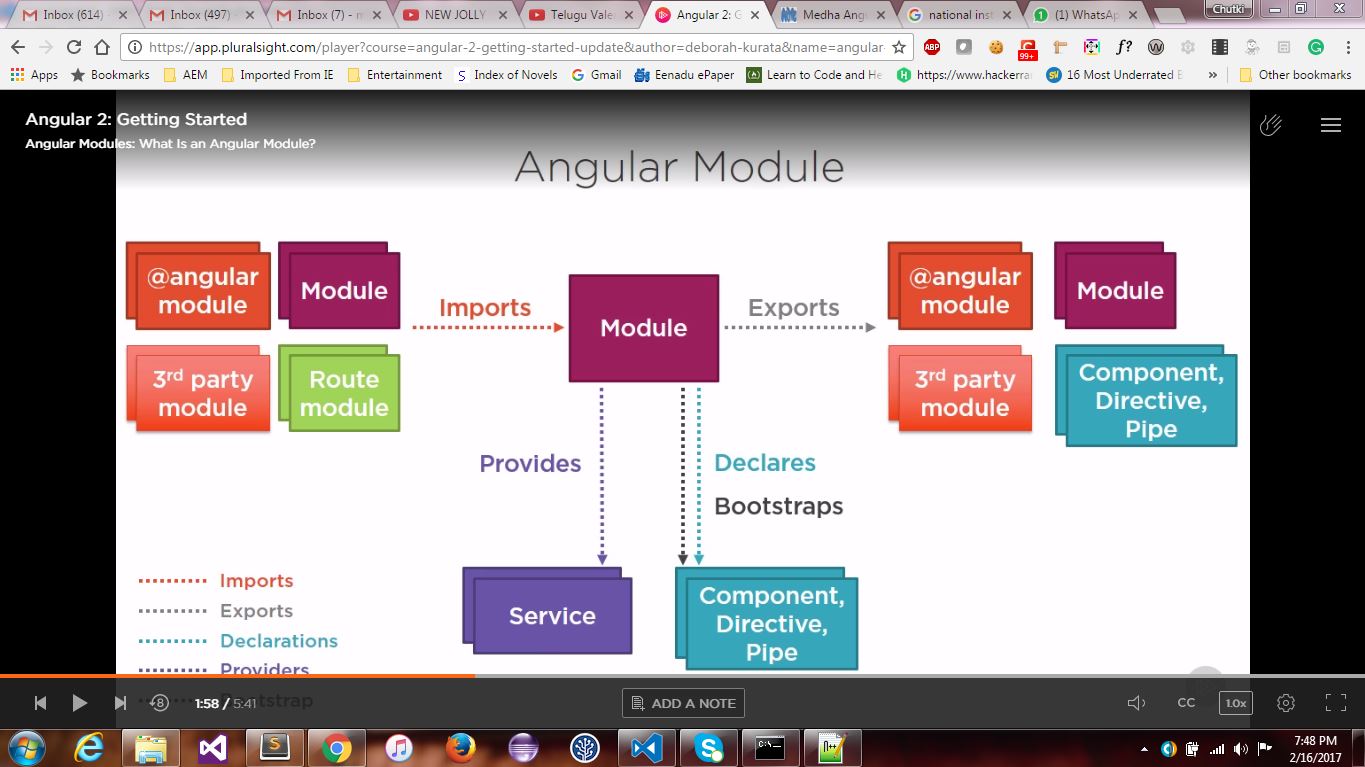 Inbox (614) -
Inbox (497) -
Inbox (7) - m
NEW JOLLY
Telugu Vale
Angular 2: G
Medha Ang
national inst
(1) WhatsAp
Chutki
https://app.pluralsight.com/player?course=angular-2-getting-started-update&author=deborah-kurata&name=angular-
ABP
99+
f?
Apps
Bookmarks
AEM
Imported From IE
Entertainment
Index of Novels
Gmail
Eenadu ePaper
Learn to Code and He
https://www.hackerra
16 Most Underrated
»
Other bookmarks
Angular 2: Getting Started
Angular Modules: What Is an Angular Module?
Angular Module
@angular
module
Module
3rd party
module
Route
module
Imports
Module
Exports
@angular
module
Module
3rd party
module
Component,
Directive,
Pipe
Provides
Declares
Bootstraps
Service
Component,
Directive,
Pipe
Imports
Exports
Declarations
Providers
Bootstrap
8
1:58 / 5:41
ADD A NOTE
CC
1.0x
7:48 PM
2/16/2017